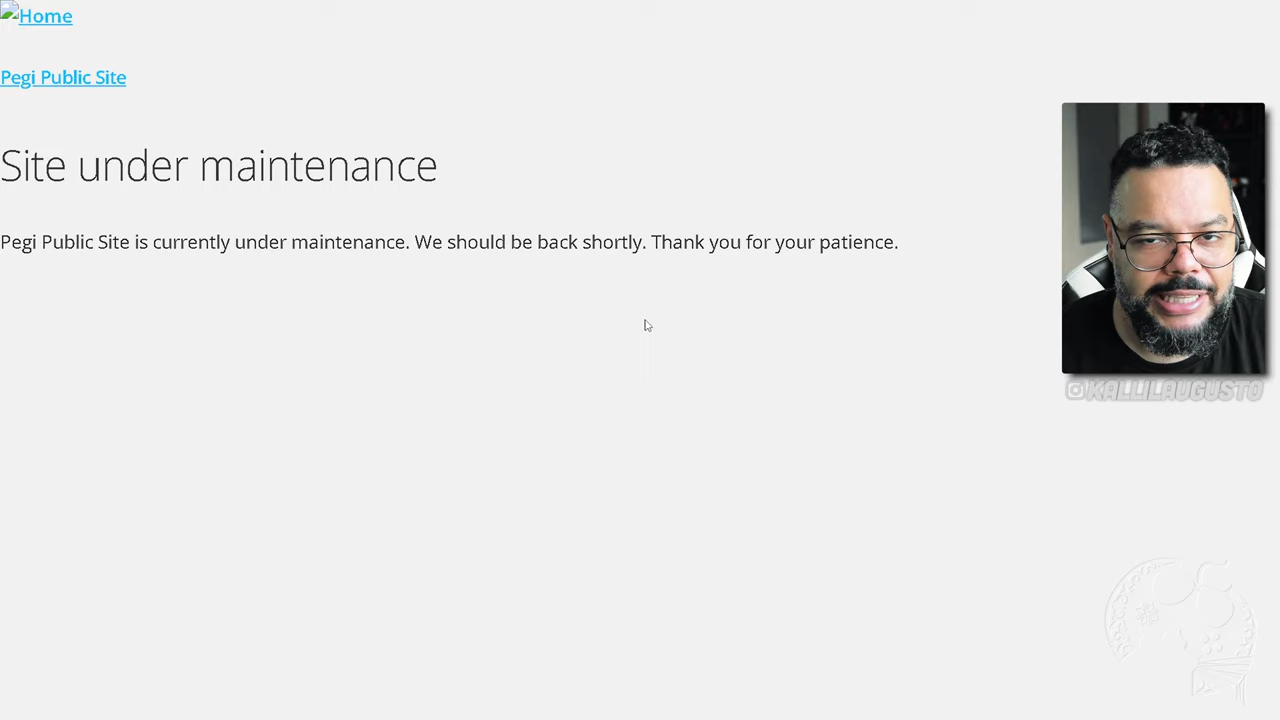 Home
Pegi Public Site
Site under maintenance
Pegi Public Site is currently under maintenance. We should be back shortly. Thank you for your patience.
@KALLILAUGUSTO